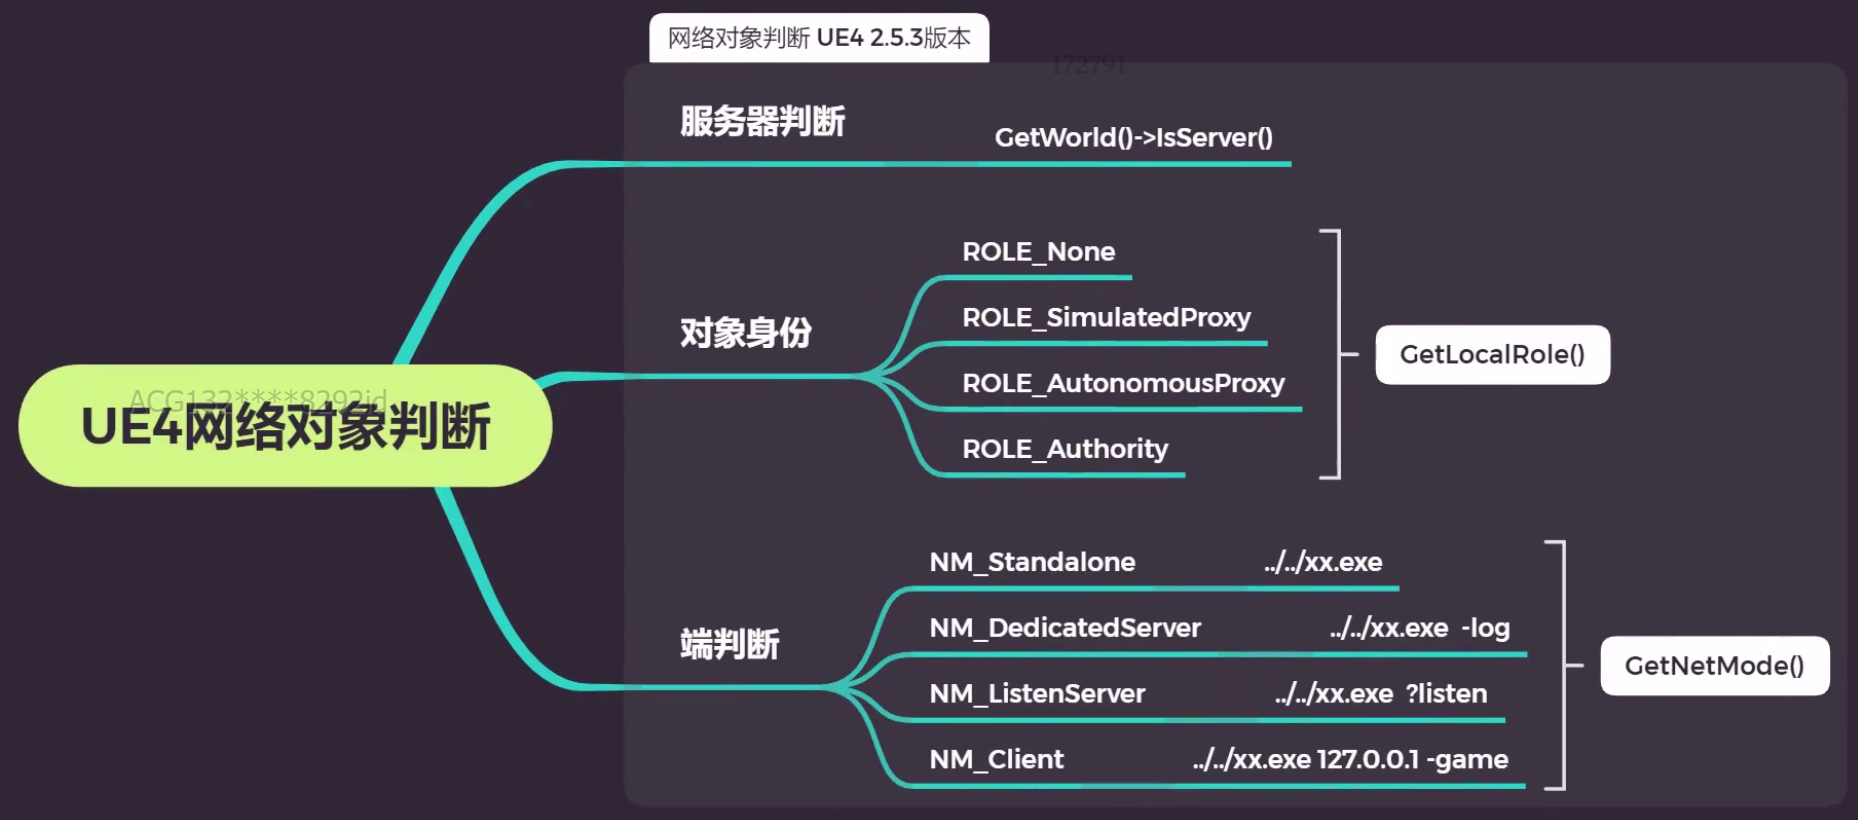 网络对象判断 UE4 2.5.3版本
172791
服务器判断
GetWorld()->IsServer()
ROLE_None
ROLE_SimulatedProxy
对象身份
GetLocalRole()
ROLE_AutonomousProxy
ROLE_Authority
ACG132****8292id
UE4网络对象判断
NM_Standalone ../../xx.exe
NM_DedicatedServer ../../xx.exe -log
端判断
GetNetMode()
NM_ListenServer ../../xx.exe ?listen
NM_Client ../../xx.exe 127.0.0.1 -game